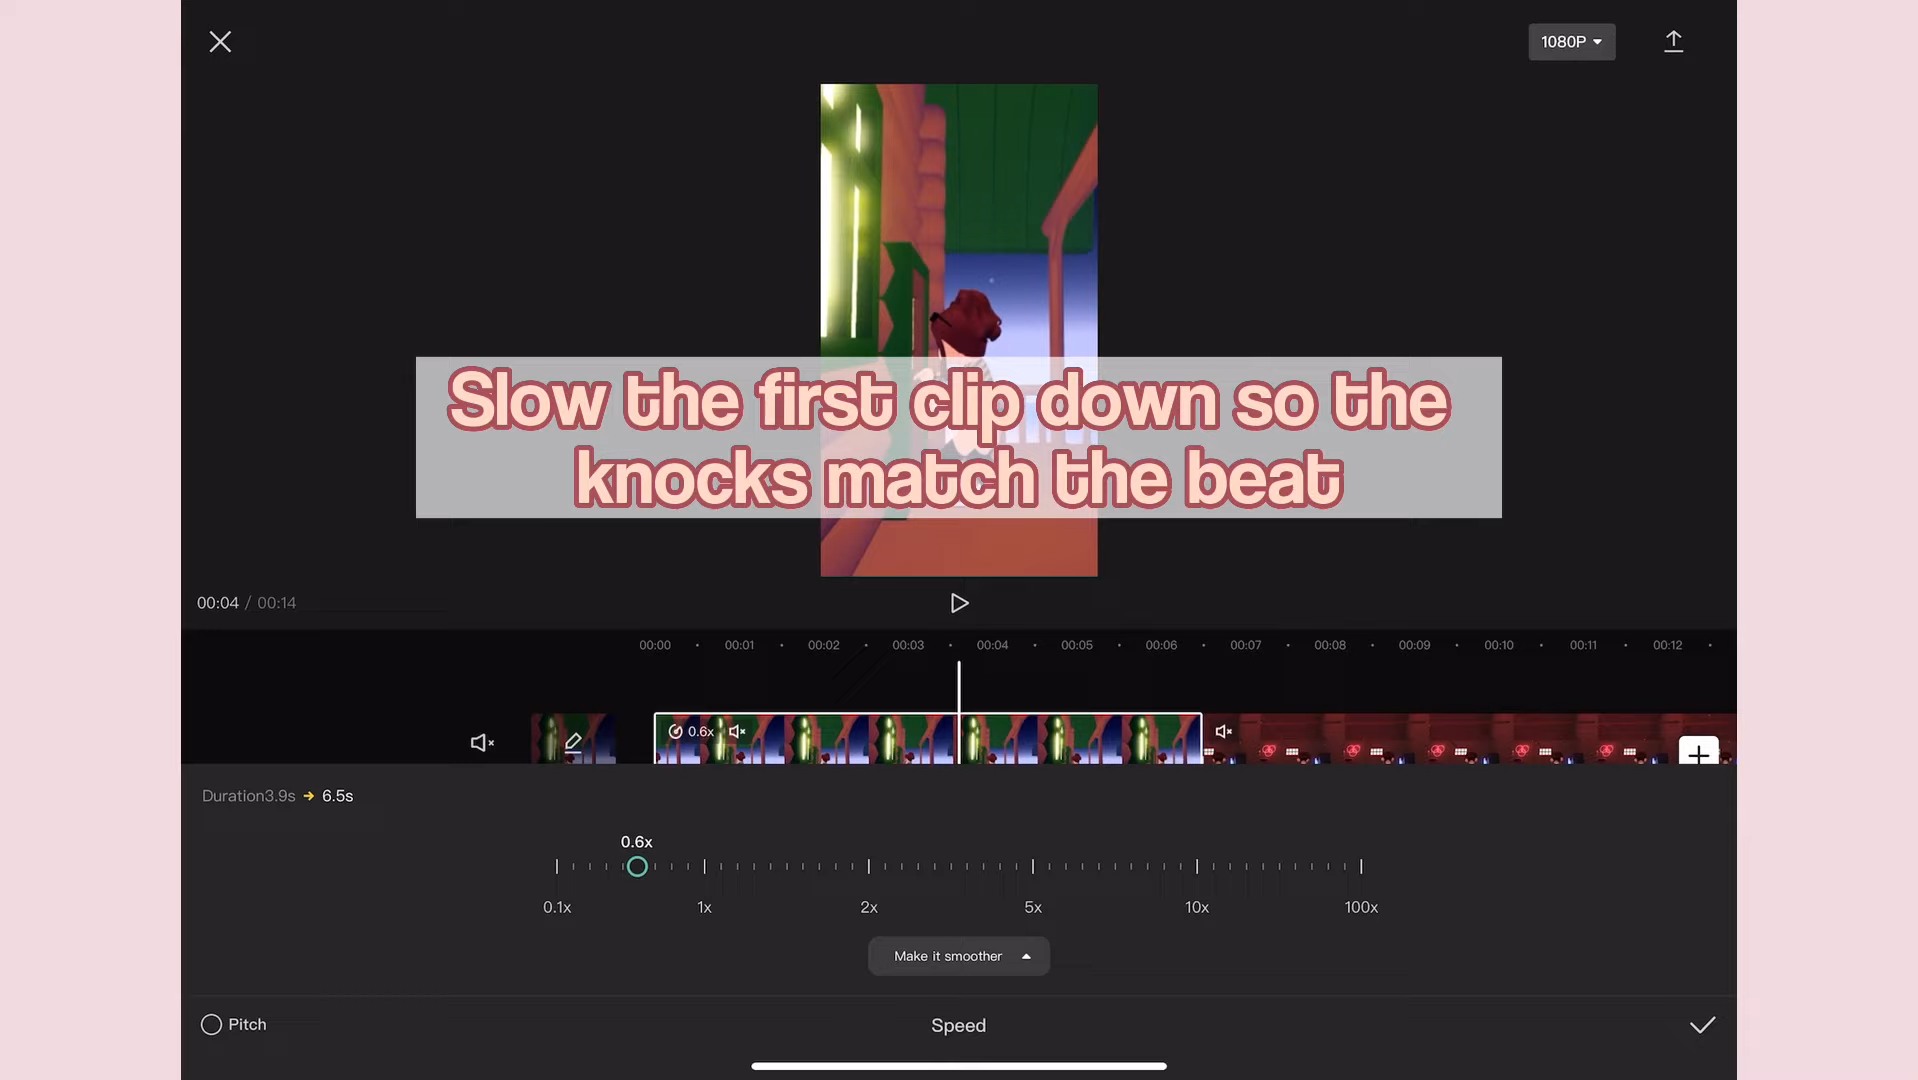 1080P
Slow the first clip down so the
knocks match the beat
00:04 / 00:14
00:00 00:01 00:02 00:03 00:04 00:05 00:06 00:07 00:08 00:09 00:10 00:11 00:12
0.6x
Duration3.9s → 6.5s
0.6x
0.1x 1x 2x 5x 10x 100x
Make it smoother
Pitch Speed